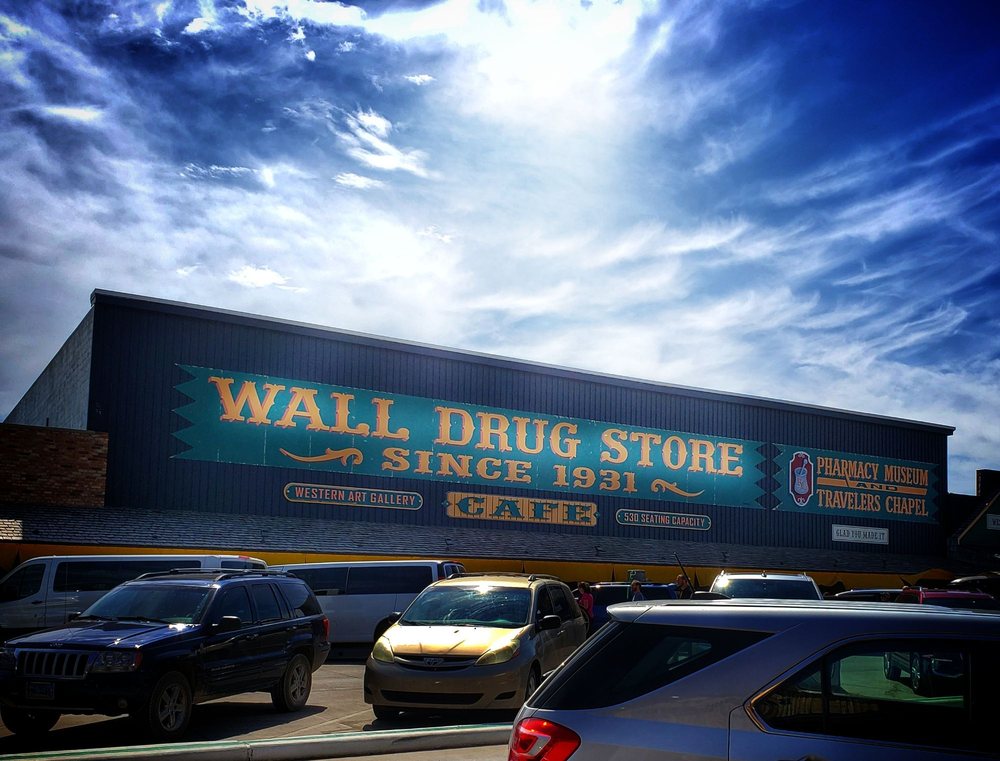 WALL DRUG STORE
SINCE 1931
WESTERN ART GALLERY
CAFE
530 SEATING CAPACITY
PHARMACY MUSEUM
AND
TRAVELERS CHAPEL
GLAD YOU MADE IT